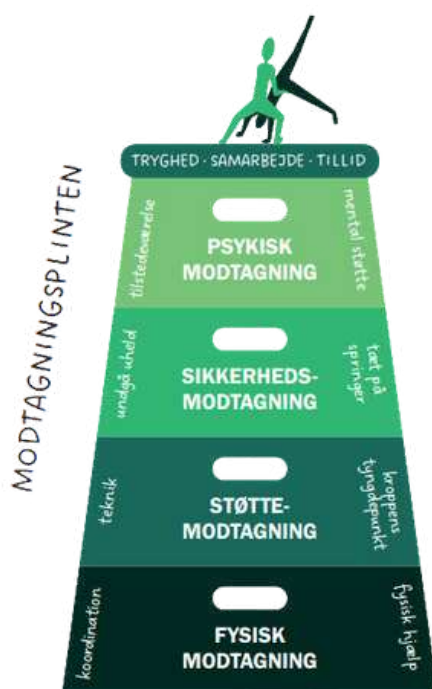 MODTAGNINGSPLINTEN
TRYGHED · SAMARBEJDE · TILLID
tilstedeværelse
PSYKISK
MODTAGNING
mental støtte
undgå uheld
SIKKERHEDS-
MODTAGNING
tæt på
springer
teknik
STØTTE-
MODTAGNING
kroppens
tyngdepunkt
koordination
FYSISK
MODTAGNING
fysisk hjælp